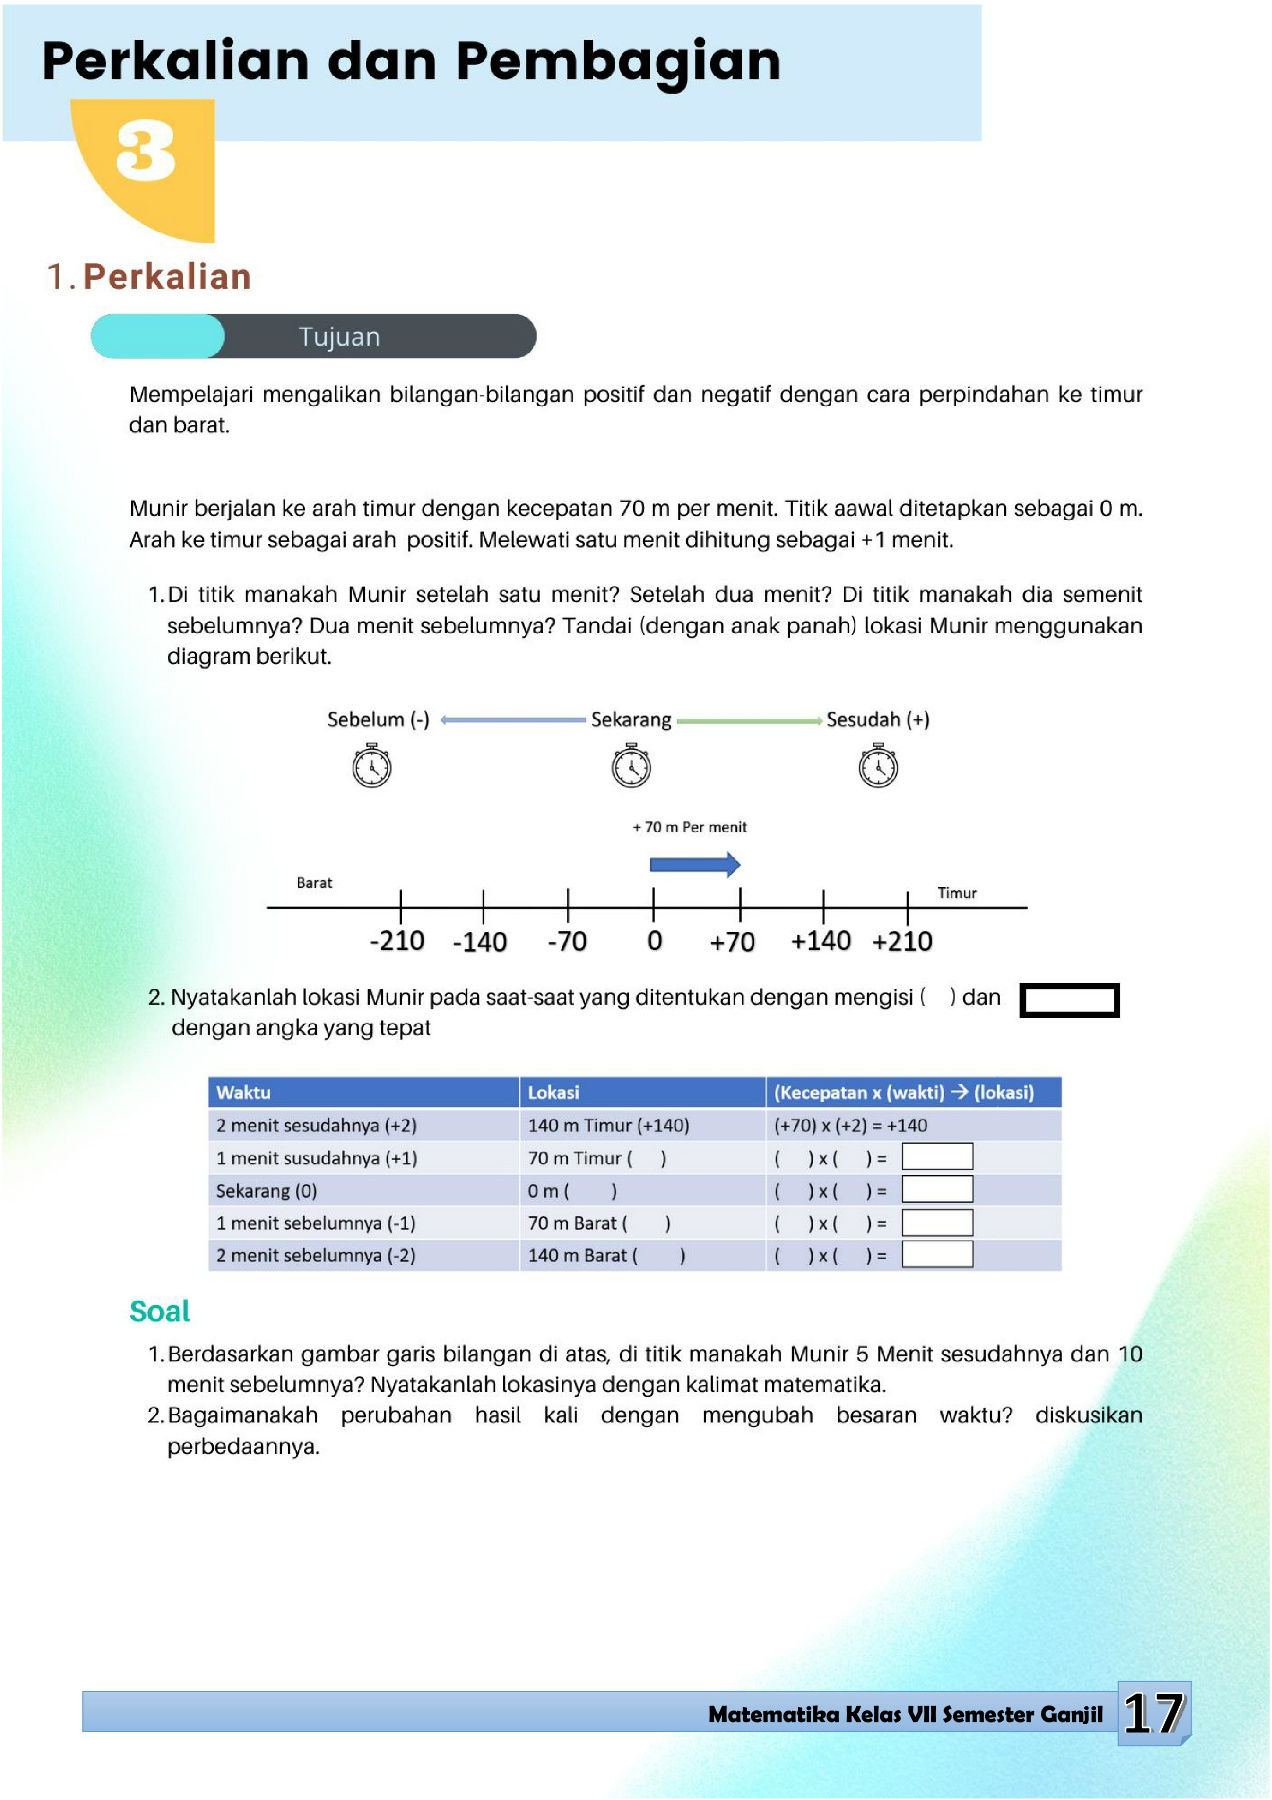 Perkalian dan Pembagian
3
1. Perkalian
Tujuan
Mempelajari mengalikan bilangan-bilangan positif dan negatif dengan cara perpindahan ke timur
dan barat.
Munir berjalan ke arah timur dengan kecepatan 70 m per menit. Titik aawal ditetapkan sebagai 0 m.
Arah ke timur sebagai arah positif. Melewati satu menit dihitung sebagai +1 menit.
1. Di titik manakah Munir setelah satu menit? Setelah dua menit? Di titik manakah dia semenit
sebelumnya? Dua menit sebelumnya? Tandai (dengan anak panah) lokasi Munir menggunakan
diagram berikut.
Sebelum (-) Sekarang Sesudah (+)
+ 70 m Per menit
Barat Timur
-210 -140 -70 0 +70 +140 +210
2. Nyatakanlah lokasi Munir pada saat-saat yang ditentukan dengan mengisi ( ) dan
dengan angka yang tepat
Waktu Lokasi (Kecepatan x (wakti) → (lokasi)
2 menit sesudahnya (+2) 140 m Timur (+140) (+70) x (+2) = +140
1 menit susudahnya (+1) 70 m Timur ( ) ( ) x ( ) =
Sekarang (0) 0 m ( ) ( ) x ( ) =
1 menit sebelumnya (-1) 70 m Barat ( ) ( ) x ( ) =
2 menit sebelumnya (-2) 140 m Barat ( ) ( ) x ( ) =
Soal
1. Berdasarkan gambar garis bilangan di atas, di titik manakah Munir 5 Menit sesudahnya dan 10
menit sebelumnya? Nyatakanlah lokasinya dengan kalimat matematika.
2. Bagaimanakah perubahan hasil kali dengan mengubah besaran waktu? diskusikan
perbedaannya.
Matematika Kelas VII Semester Ganjil 17